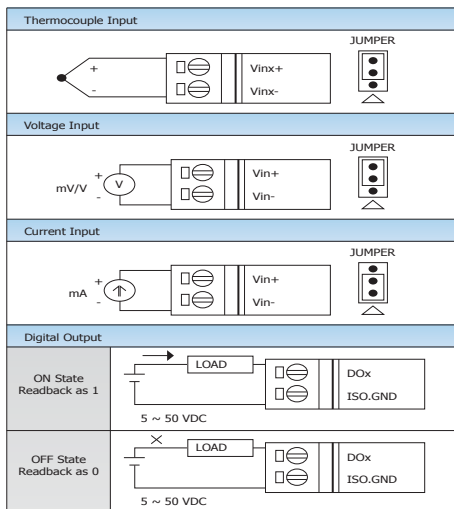 Thermocouple Input
JUMPER
+
Vinx+
-
Vinx-
Voltage Input
JUMPER
+
Vin+
mV/V
V
-
Vin-
Current Input
JUMPER
+
Vin+
mA
-
Vin-
Digital Output
ON State
Readback as 1
LOAD
DOx
ISO.GND
5 ~ 50 VDC
OFF State
Readback as 0
LOAD
DOx
ISO.GND
5 ~ 50 VDC